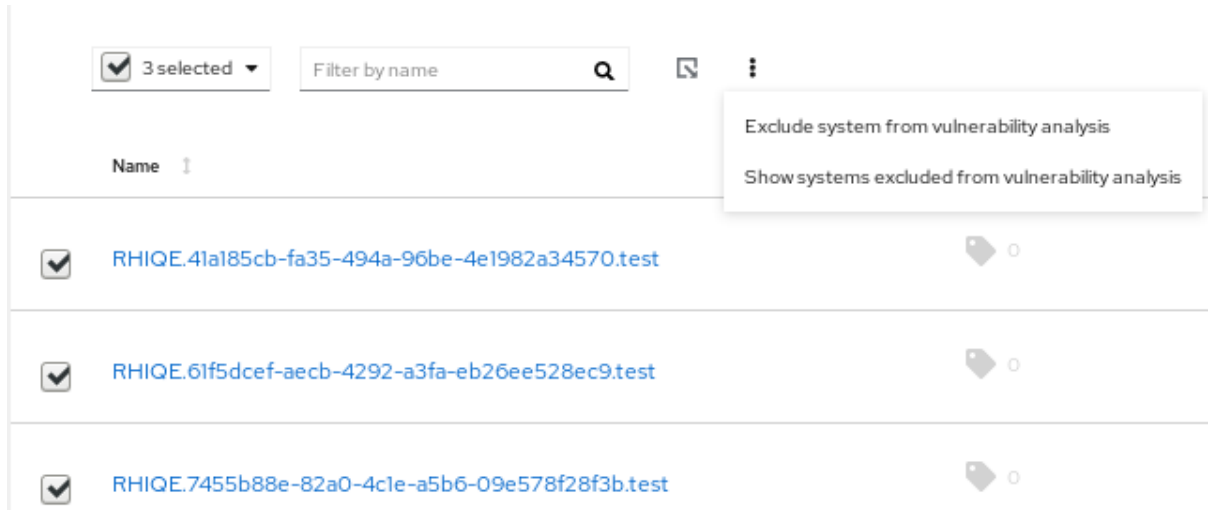 3 selected
Filter by name
Exclude system from vulnerability analysis
Show systems excluded from vulnerability analysis
Name
RHIQE.41a185cb-fa35-494a-96be-4e1982a34570.test
0
RHIQE.61f5dcef-aecb-4292-a3fa-eb26ee528ec9.test
0
RHIQE.7455b88e-82a0-4c1e-a5b6-09e578f28f3b.test
0